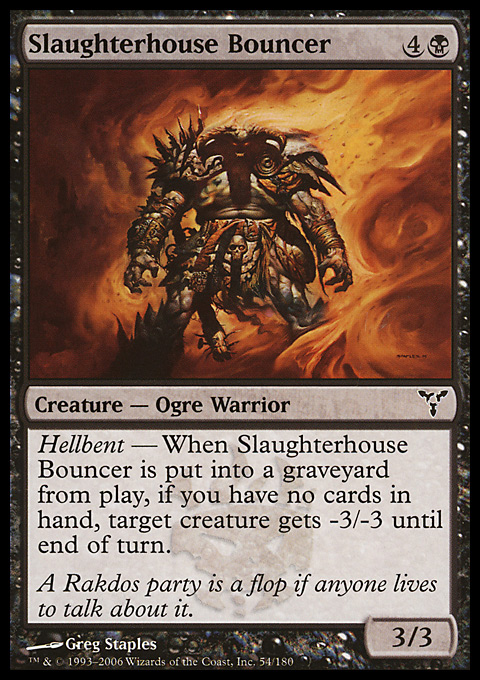 Slaughterhouse Bouncer 4
Creature — Ogre Warrior
Hellbent — When Slaughterhouse
Bouncer is put into a graveyard
from play, if you have no cards in
hand, target creature gets -3/-3 until
end of turn.
A Rakdos party is a flop if anyone lives
to talk about it.
Greg Staples
3/3
™ & © 1993–2006 Wizards of the Coast, Inc. 54/180